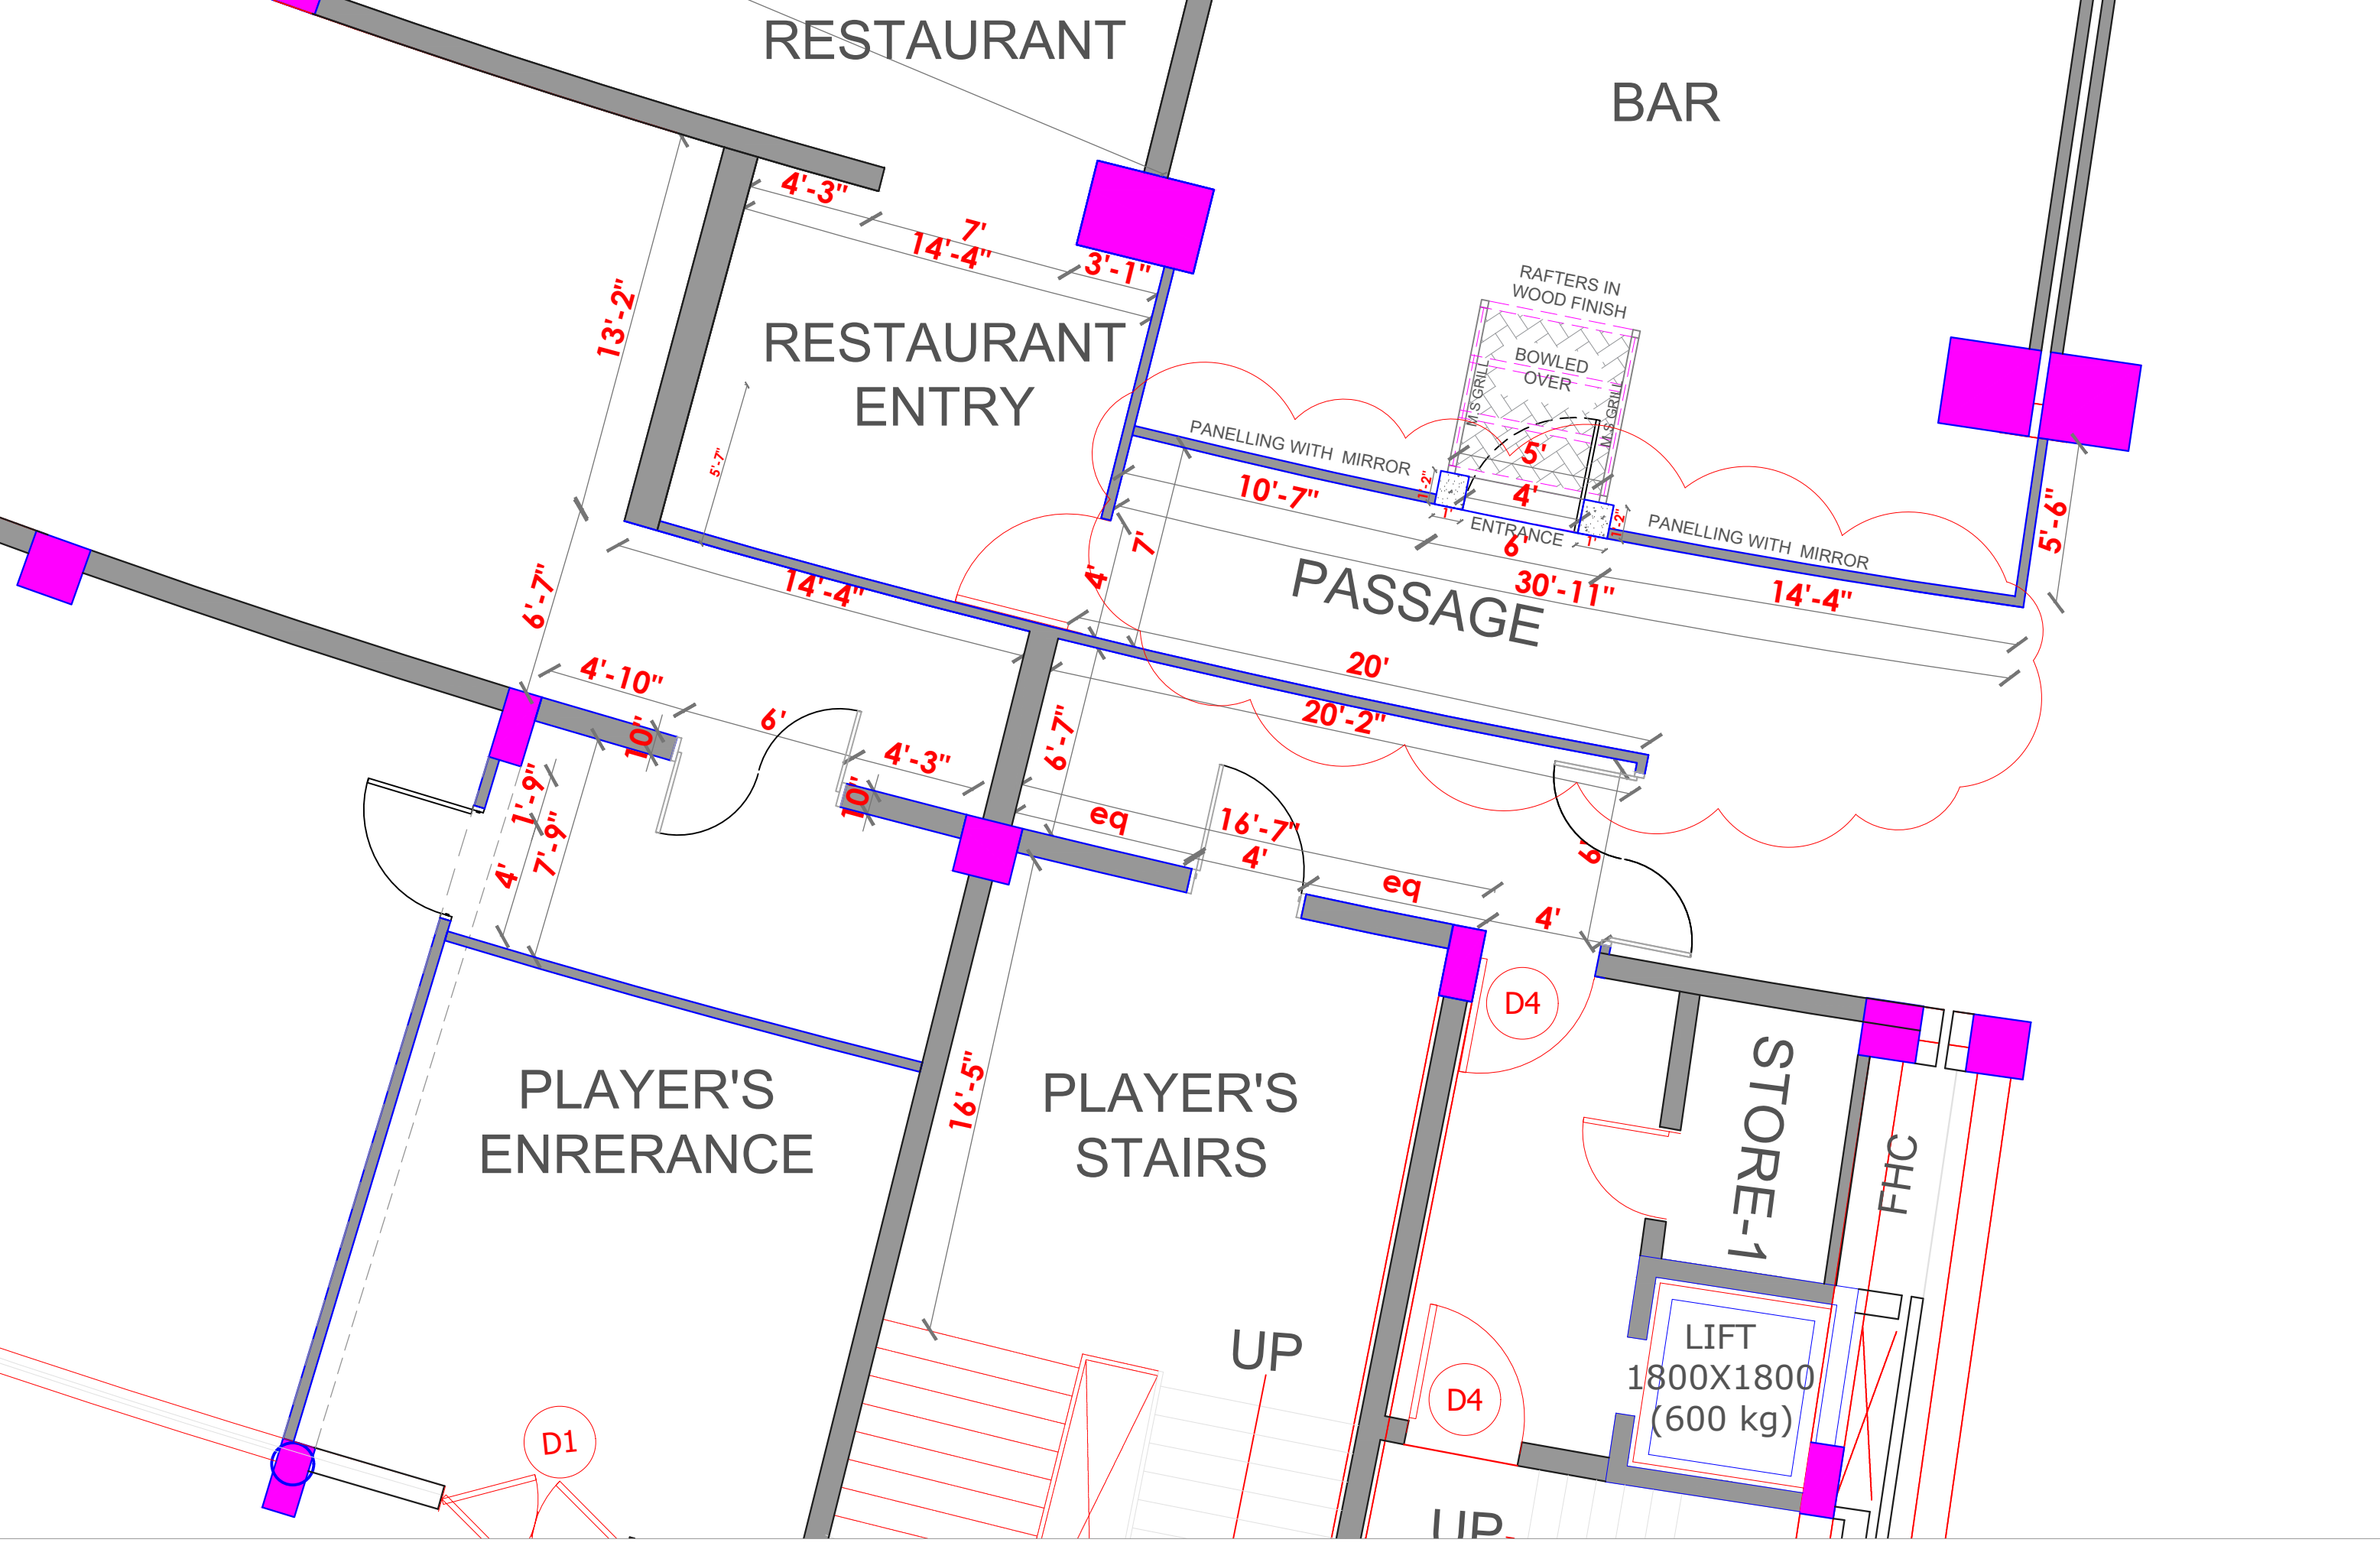 RESTAURANT
BAR
4'-3"
7'
14'-4"
3'-1"
13'-2"
RESTAURANT
ENTRY
5'-7"
RAFTERS IN
WOOD FINISH
BOWLED
OVER
M.S GRILL
M.S GRILL
PANELLING WITH MIRROR
5'
4'
1'-2"
1'
ENTRANCE
1'-2"
1'
PANELLING WITH MIRROR
10'-7"
6'
30'-11"
14'-4"
5'-6"
7'
4'
PASSAGE
14'-4"
6'-7"
20'
20'-2"
4'-10"
6'
10"
4'-3"
10"
6'-7"
1'-9"
7'-9"
4'
eq
16'-7"
4'
eq
6'
4'
D4
PLAYER'S
ENRERANCE
PLAYER'S
STAIRS
16'-5"
STORE-1
FHC
UP
LIFT
1800X1800
(600 kg)
D4
D1
UP